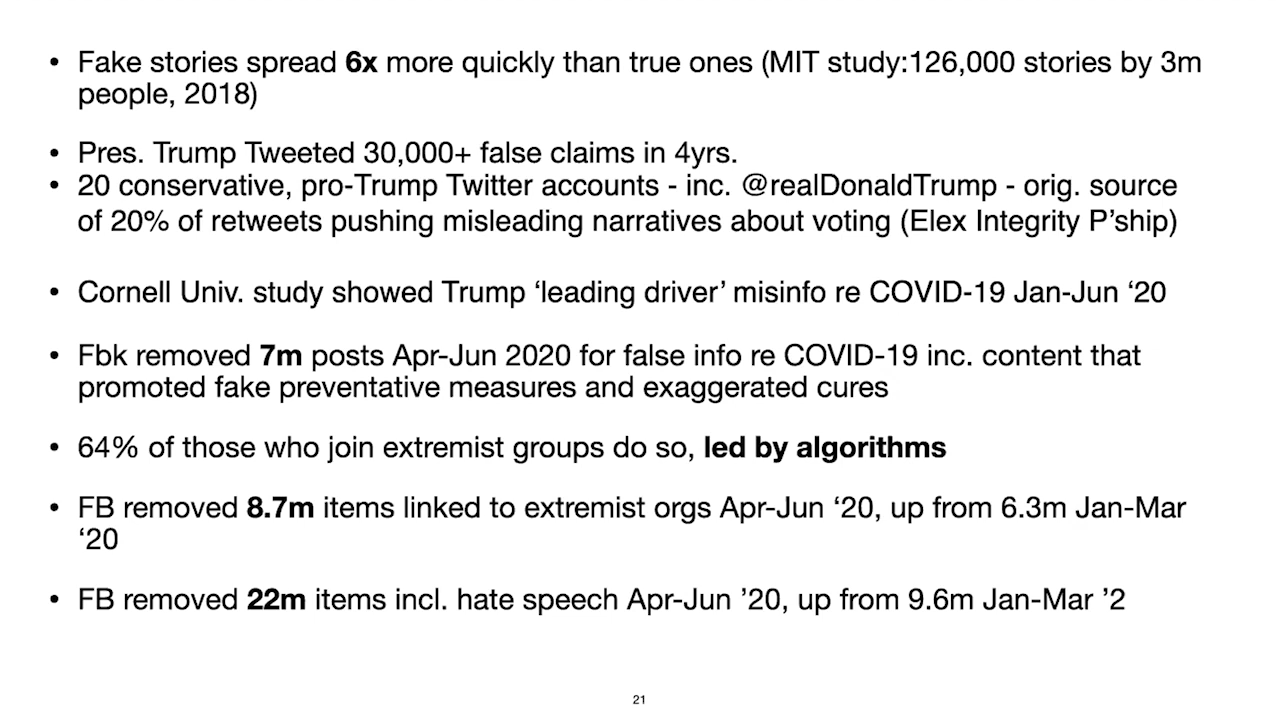 • Fake stories spread 6x more quickly than true ones (MIT study:126,000 stories by 3m
people, 2018)
• Pres. Trump Tweeted 30,000+ false claims in 4yrs.
• 20 conservative, pro-Trump Twitter accounts - inc. @realDonaldTrump - orig. source
of 20% of retweets pushing misleading narratives about voting (Elex Integrity P’ship)
• Cornell Univ. study showed Trump ‘leading driver’ misinfo re COVID-19 Jan-Jun ‘20
• Fbk removed 7m posts Apr-Jun 2020 for false info re COVID-19 inc. content that
promoted fake preventative measures and exaggerated cures
• 64% of those who join extremist groups do so, led by algorithms
• FB removed 8.7m items linked to extremist orgs Apr-Jun ‘20, up from 6.3m Jan-Mar
‘20
• FB removed 22m items incl. hate speech Apr-Jun ’20, up from 9.6m Jan-Mar ’2
21